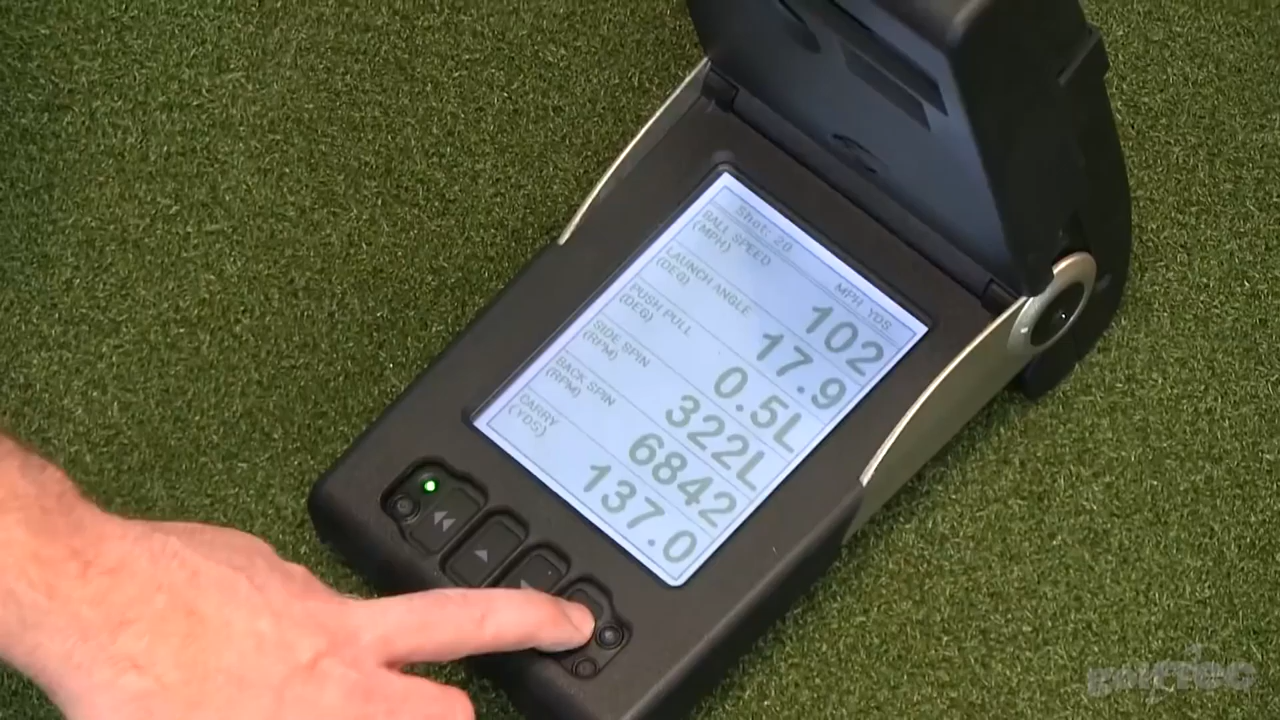 Shot: 20
MPH YDS
BALL SPEED
(MPH)
102
LAUNCH ANGLE
(DEG)
17.9
PUSH PULL
(DEG)
0.5L
SIDE SPIN
(RPM)
322L
BACK SPIN
(RPM)
6842
CARRY
(YDS)
137.0
golfTEC